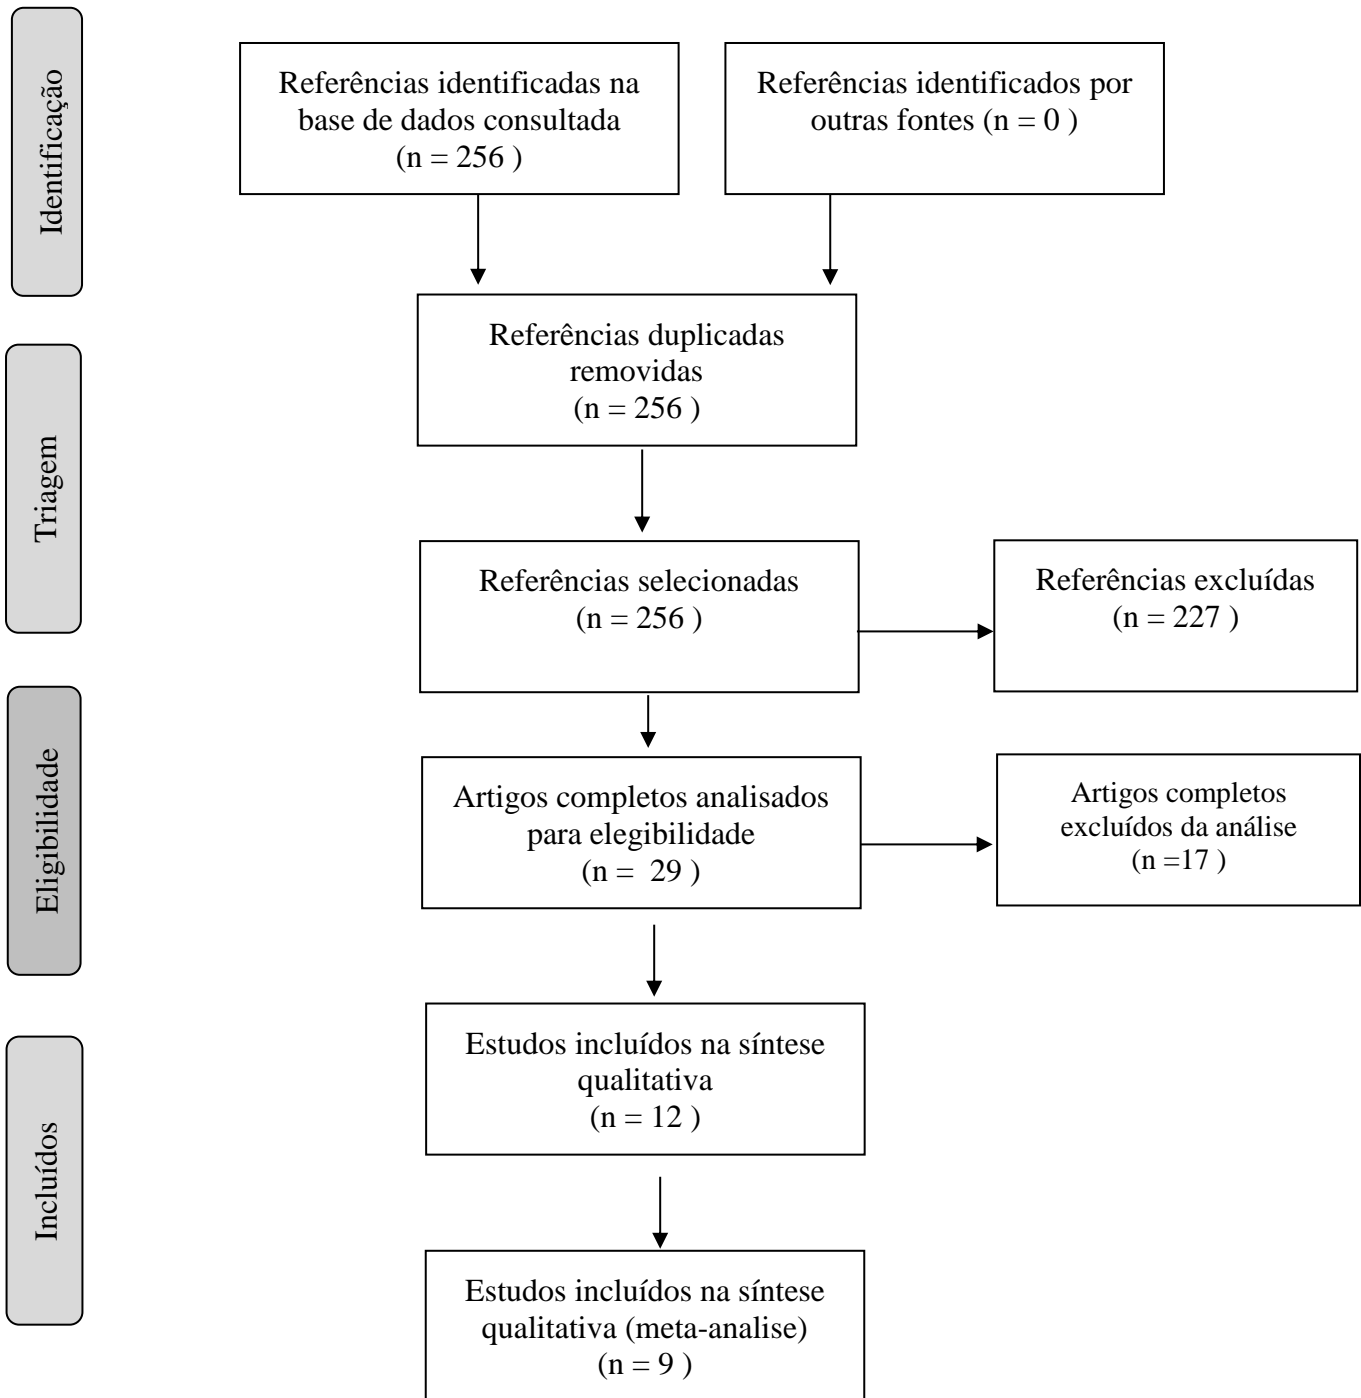 Identificação
Referências identificadas na
base de dados consultada
(n = 256 )
Referências identificados por
outras fontes (n = 0 )
Referências duplicadas
removidas
(n = 256 )
Triagem
Referências selecionadas
(n = 256 )
Referências excluídas
(n = 227 )
Eligibilidade
Artigos completos analisados
para elegibilidade
(n =  29 )
Artigos completos
excluídos da análise
(n =17 )
Estudos incluídos na síntese
qualitativa
(n = 12 )
Incluídos
Estudos incluídos na síntese
qualitativa (meta-analise)
(n = 9 )